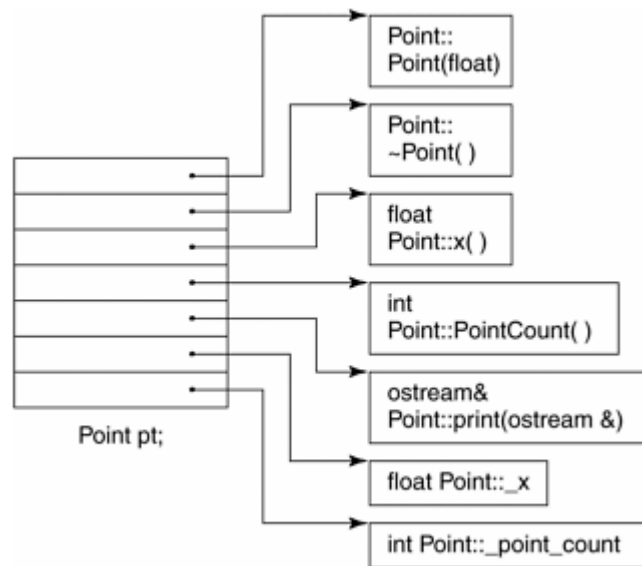 Point::
Point(float)
Point::
~Point( )
float
Point::x( )
int
Point::PointCount( )
ostream&
Point::print(ostream &)
Point pt;
float Point::_x
int Point::_point_count